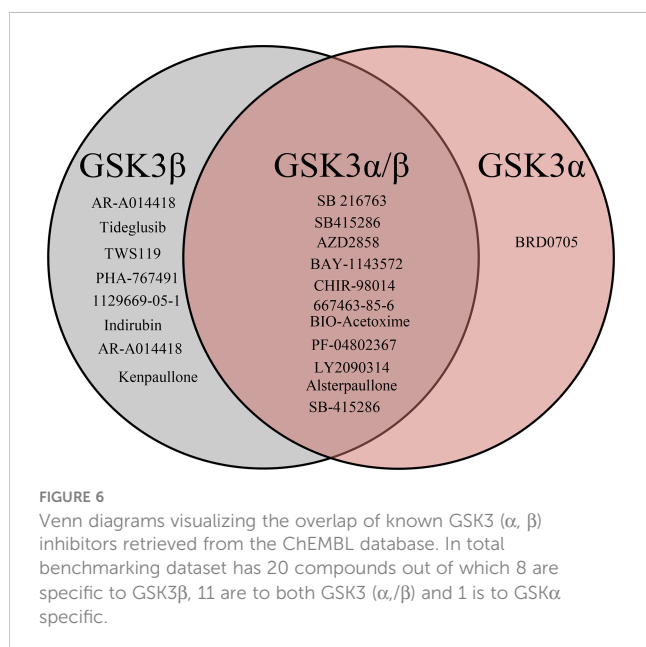 GSK3β
AR-A014418
Tideglusib
TWS119
PHA-767491
1129669-05-1
Indirubin
AR-A014418
Kenpaullone
GSK3α/β
SB 216763
SB415286
AZD2858
BAY-1143572
CHIR-98014
667463-85-6
BIO-Acetoxime
PF-04802367
LY2090314
Alsterpaullone
SB-415286
GSK3α
BRD0705
FIGURE 6
Venn diagrams visualizing the overlap of known GSK3 (α, β)
inhibitors retrieved from the ChEMBL database. In total
benchmarking dataset has 20 compounds out of which 8 are
specific to GSK3β, 11 are to both GSK3 (α,/β) and 1 is to GSKα
specific.